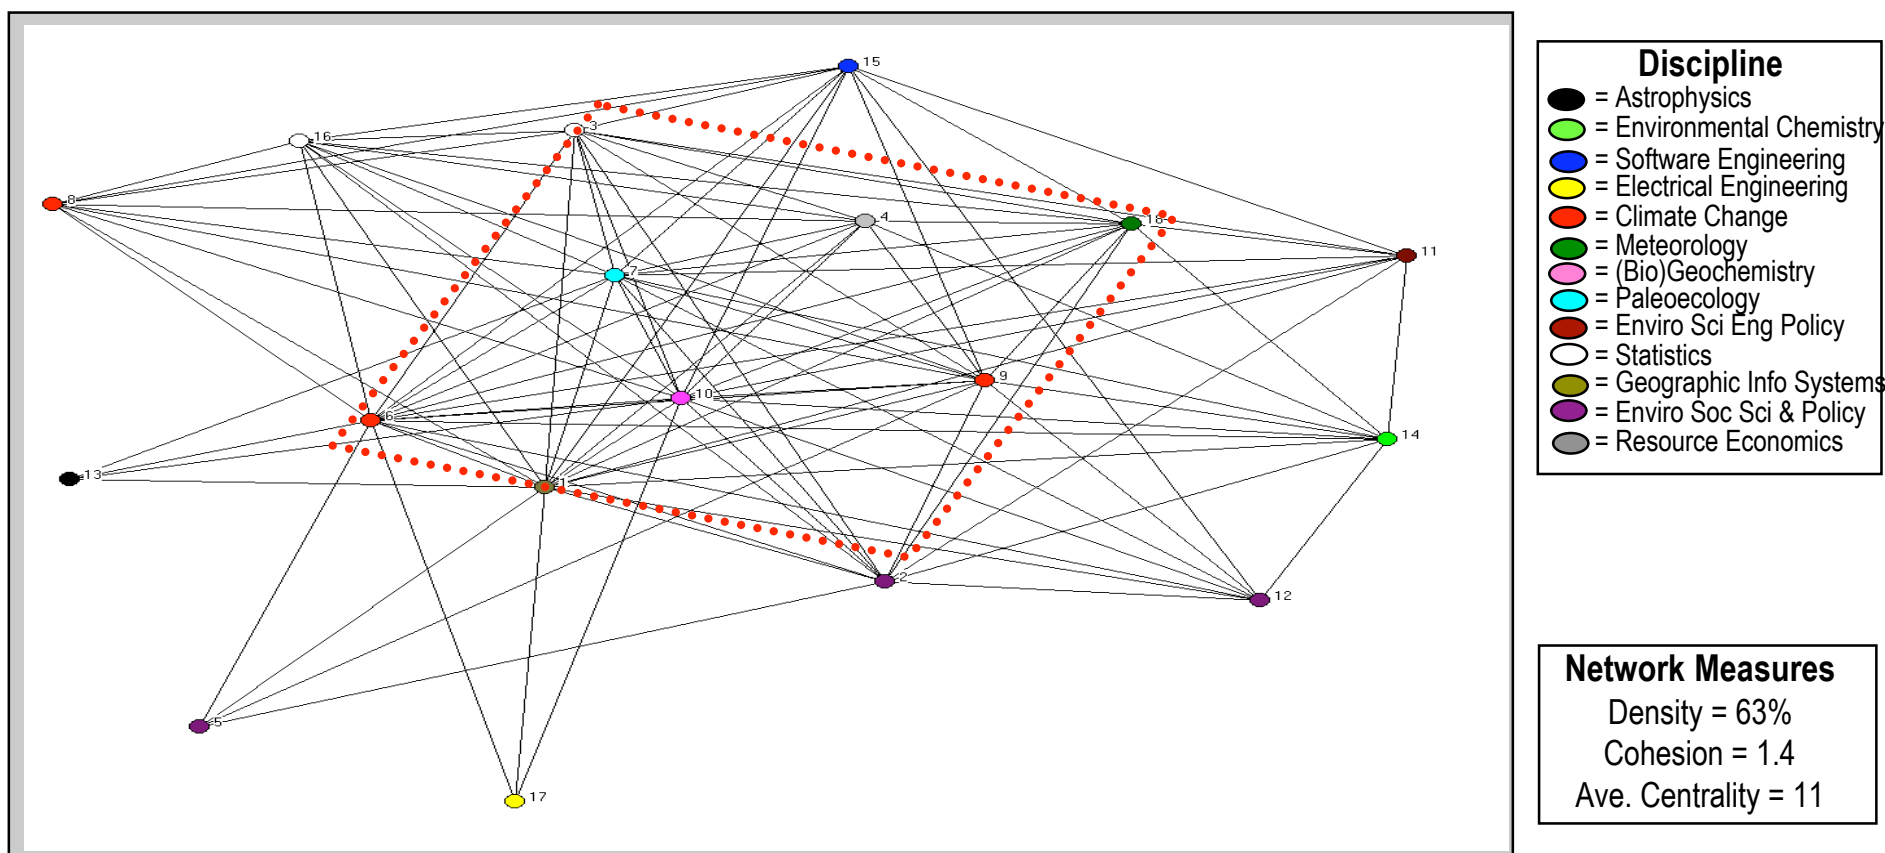 15
16
3
8
4
18
11
7
9
10
6
14
13
1
2
12
5
17
Discipline
= Astrophysics
= Environmental Chemistry
= Software Engineering
= Electrical Engineering
= Climate Change
= Meteorology
= (Bio)Geochemistry
= Paleoecology
= Enviro Sci Eng Policy
= Statistics
= Geographic Info Systems
= Enviro Soc Sci & Policy
= Resource Economics
Network Measures
Density = 63%
Cohesion = 1.4
Ave. Centrality = 11